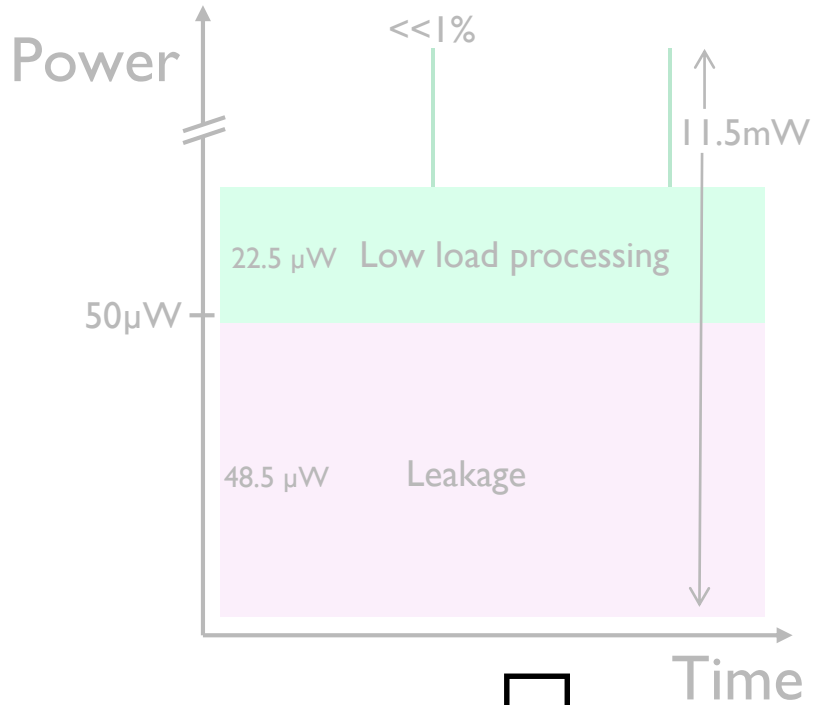 <<1%
Power
11.5mW
22.5 µW Low load processing
50µW
48.5 µW Leakage
Time